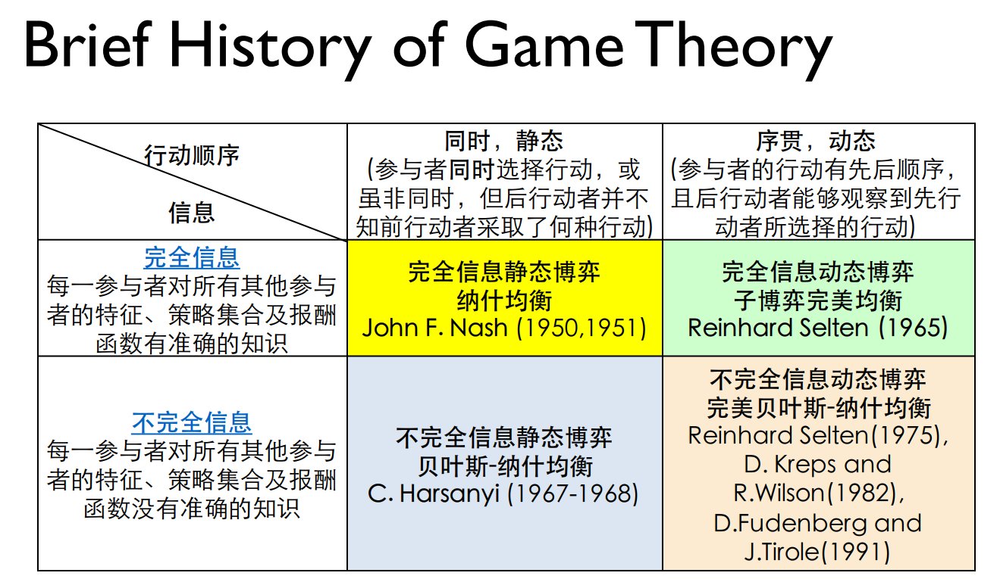 Brief History of Game Theory
行动顺序
信息
同时，静态
(参与者同时选择行动，或
虽非同时，但后行动者并不
知前行动者采取了何种行动)
序贯，动态
(参与者的行动有先后顺序，
且后行动者能够观察到先行
动者所选择的行动)
完全信息
每一参与者对所有其他参与
者的特征、策略集合及报酬
函数有准确的知识
完全信息静态博弈
纳什均衡
John F. Nash (1950,1951)
完全信息动态博弈
子博弈完美均衡
Reinhard Selten (1965)
不完全信息
每一参与者对所有其他参与
者的特征、策略集合及报酬
函数没有准确的知识
不完全信息静态博弈
贝叶斯-纳什均衡
C. Harsanyi (1967-1968)
不完全信息动态博弈
完美贝叶斯-纳什均衡
Reinhard Selten(1975),
D. Kreps and
R.Wilson(1982),
D.Fudenberg and
J.Tirole(1991)